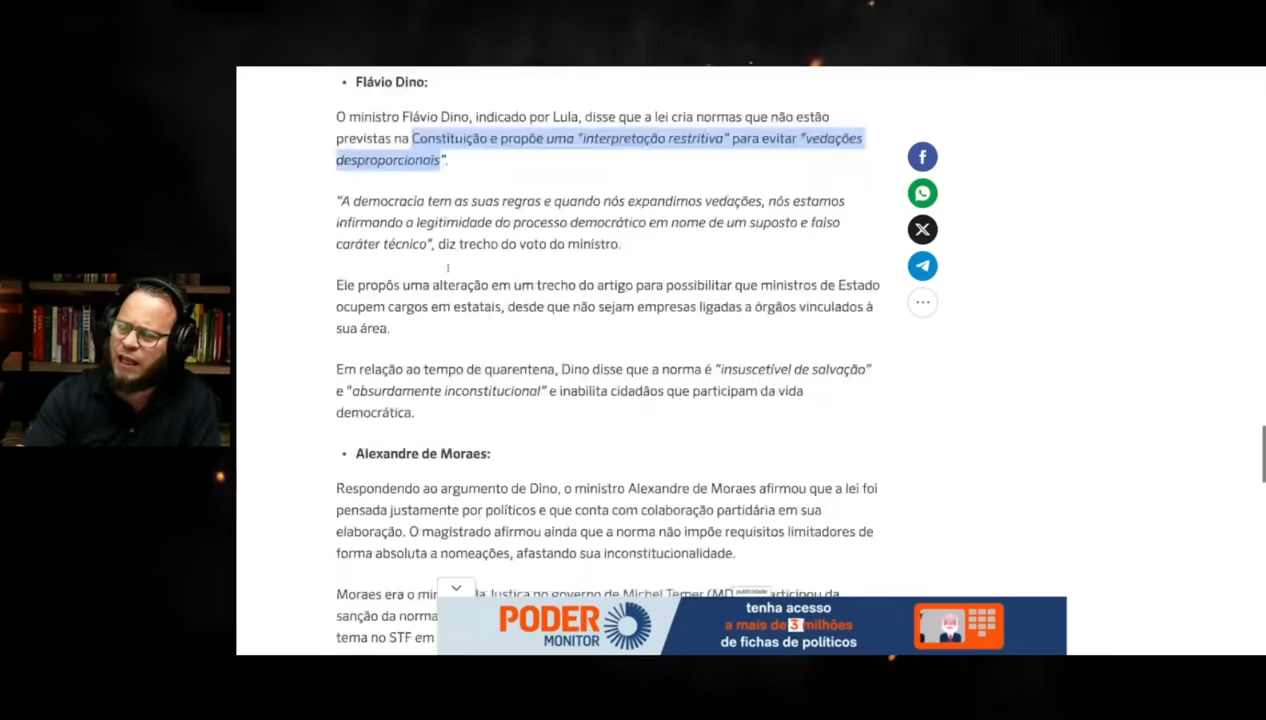 • Flávio Dino:
O ministro Flávio Dino, indicado por Lula, disse que a lei cria normas que não estão
previstas na Constituição e propõe uma "interpretação restritiva" para evitar "vedações
desproporcionais".
"A democracia tem as suas regras e quando nós expandimos vedações, nós estamos
infirmando a legitimidade do processo democrático em nome de um suposto e falso
caráter técnico", diz trecho do voto do ministro.
Ele propôs uma alteração em um trecho do artigo para possibilitar que ministros de Estado
ocupem cargos em estatais, desde que não sejam empresas ligadas a órgãos vinculados à
sua área.
Em relação ao tempo de quarentena, Dino disse que a norma é "insuscetível de salvação"
e "absurdamente inconstitucional" e inabilita cidadãos que participam da vida
democrática.
• Alexandre de Moraes:
Respondendo ao argumento de Dino, o ministro Alexandre de Moraes afirmou que a lei foi
pensada justamente por políticos e que conta com colaboração partidária em sua
elaboração. O magistrado afirmou ainda que a norma não impõe requisitos limitadores de
forma absoluta a nomeações, afastando sua inconstitucionalidade.
Moraes era o Justiça no governo de Michel Temer (MD
publicidade
sanção da norma
tema no STF em
PODER
MONITOR
tenha acesso
a mais de 3 milhões
de fichas de políticos